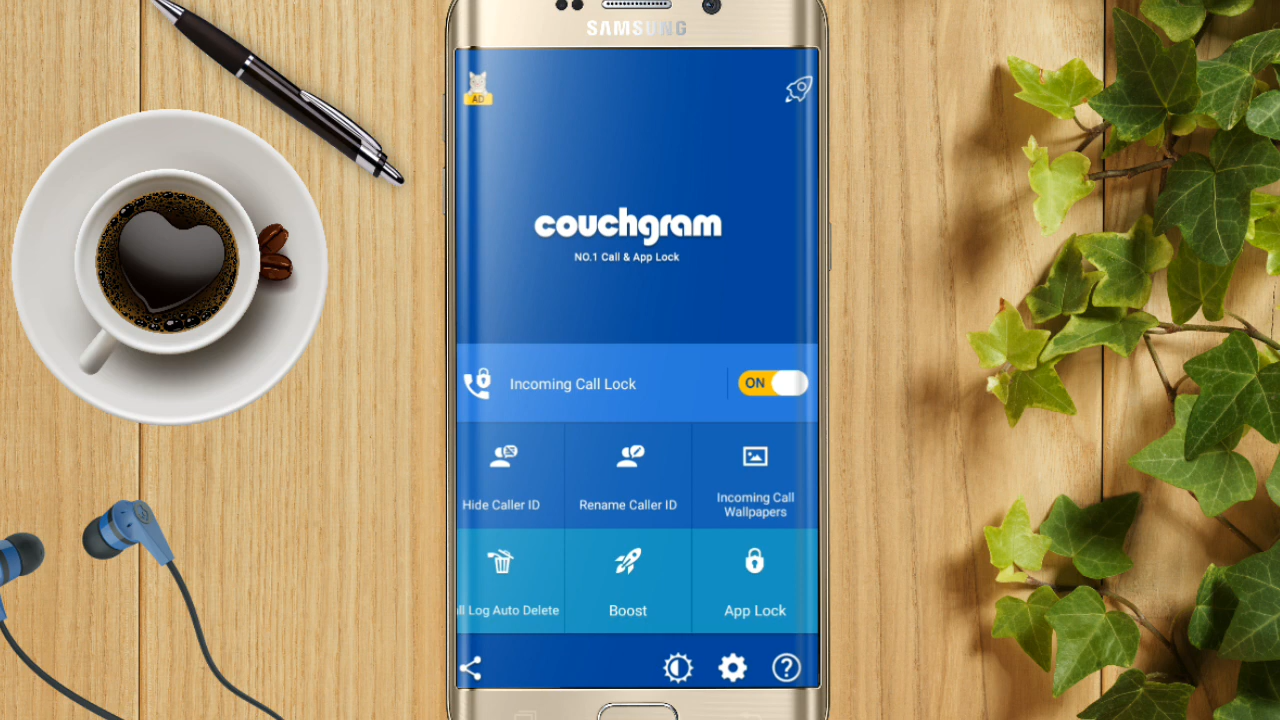 SAMSUNG
AD
couchgram
NO.1 Call & App Lock
Incoming Call Lock
ON
Hide Caller ID
Rename Caller ID
Incoming Call
Wallpapers
ll Log Auto Delete
Boost
App Lock
?